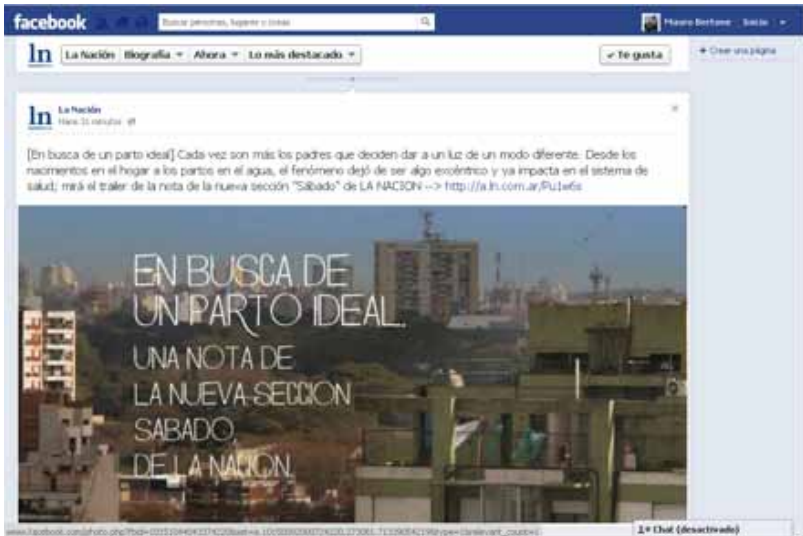 facebook
Buscar personas, lugares y cosas
Mauro Bertone Inicio
ln La Nación Biografía Ahora Lo más destacado
Te gusta
+ Crear una página
ln La Nación
Hace 31 minutos
[En busca de un parto ideal] Cada vez son más los padres que deciden dar a un luz de un modo diferente. Desde los
nacimientos en el hogar a los partos en el agua, el fenómeno dejó de ser algo excéntrico y ya impacta en el sistema de
salud; mirá el trailer de la nota de la nueva sección "Sábado" de LA NACION --> http://a.ln.com.ar/Pu1w6s
EN BUSCA DE
UN PARTO IDEAL.
UNA NOTA DE
LA NUEVA SECCION
SABADO,
DE LA NACION.
Chat (desactivado)